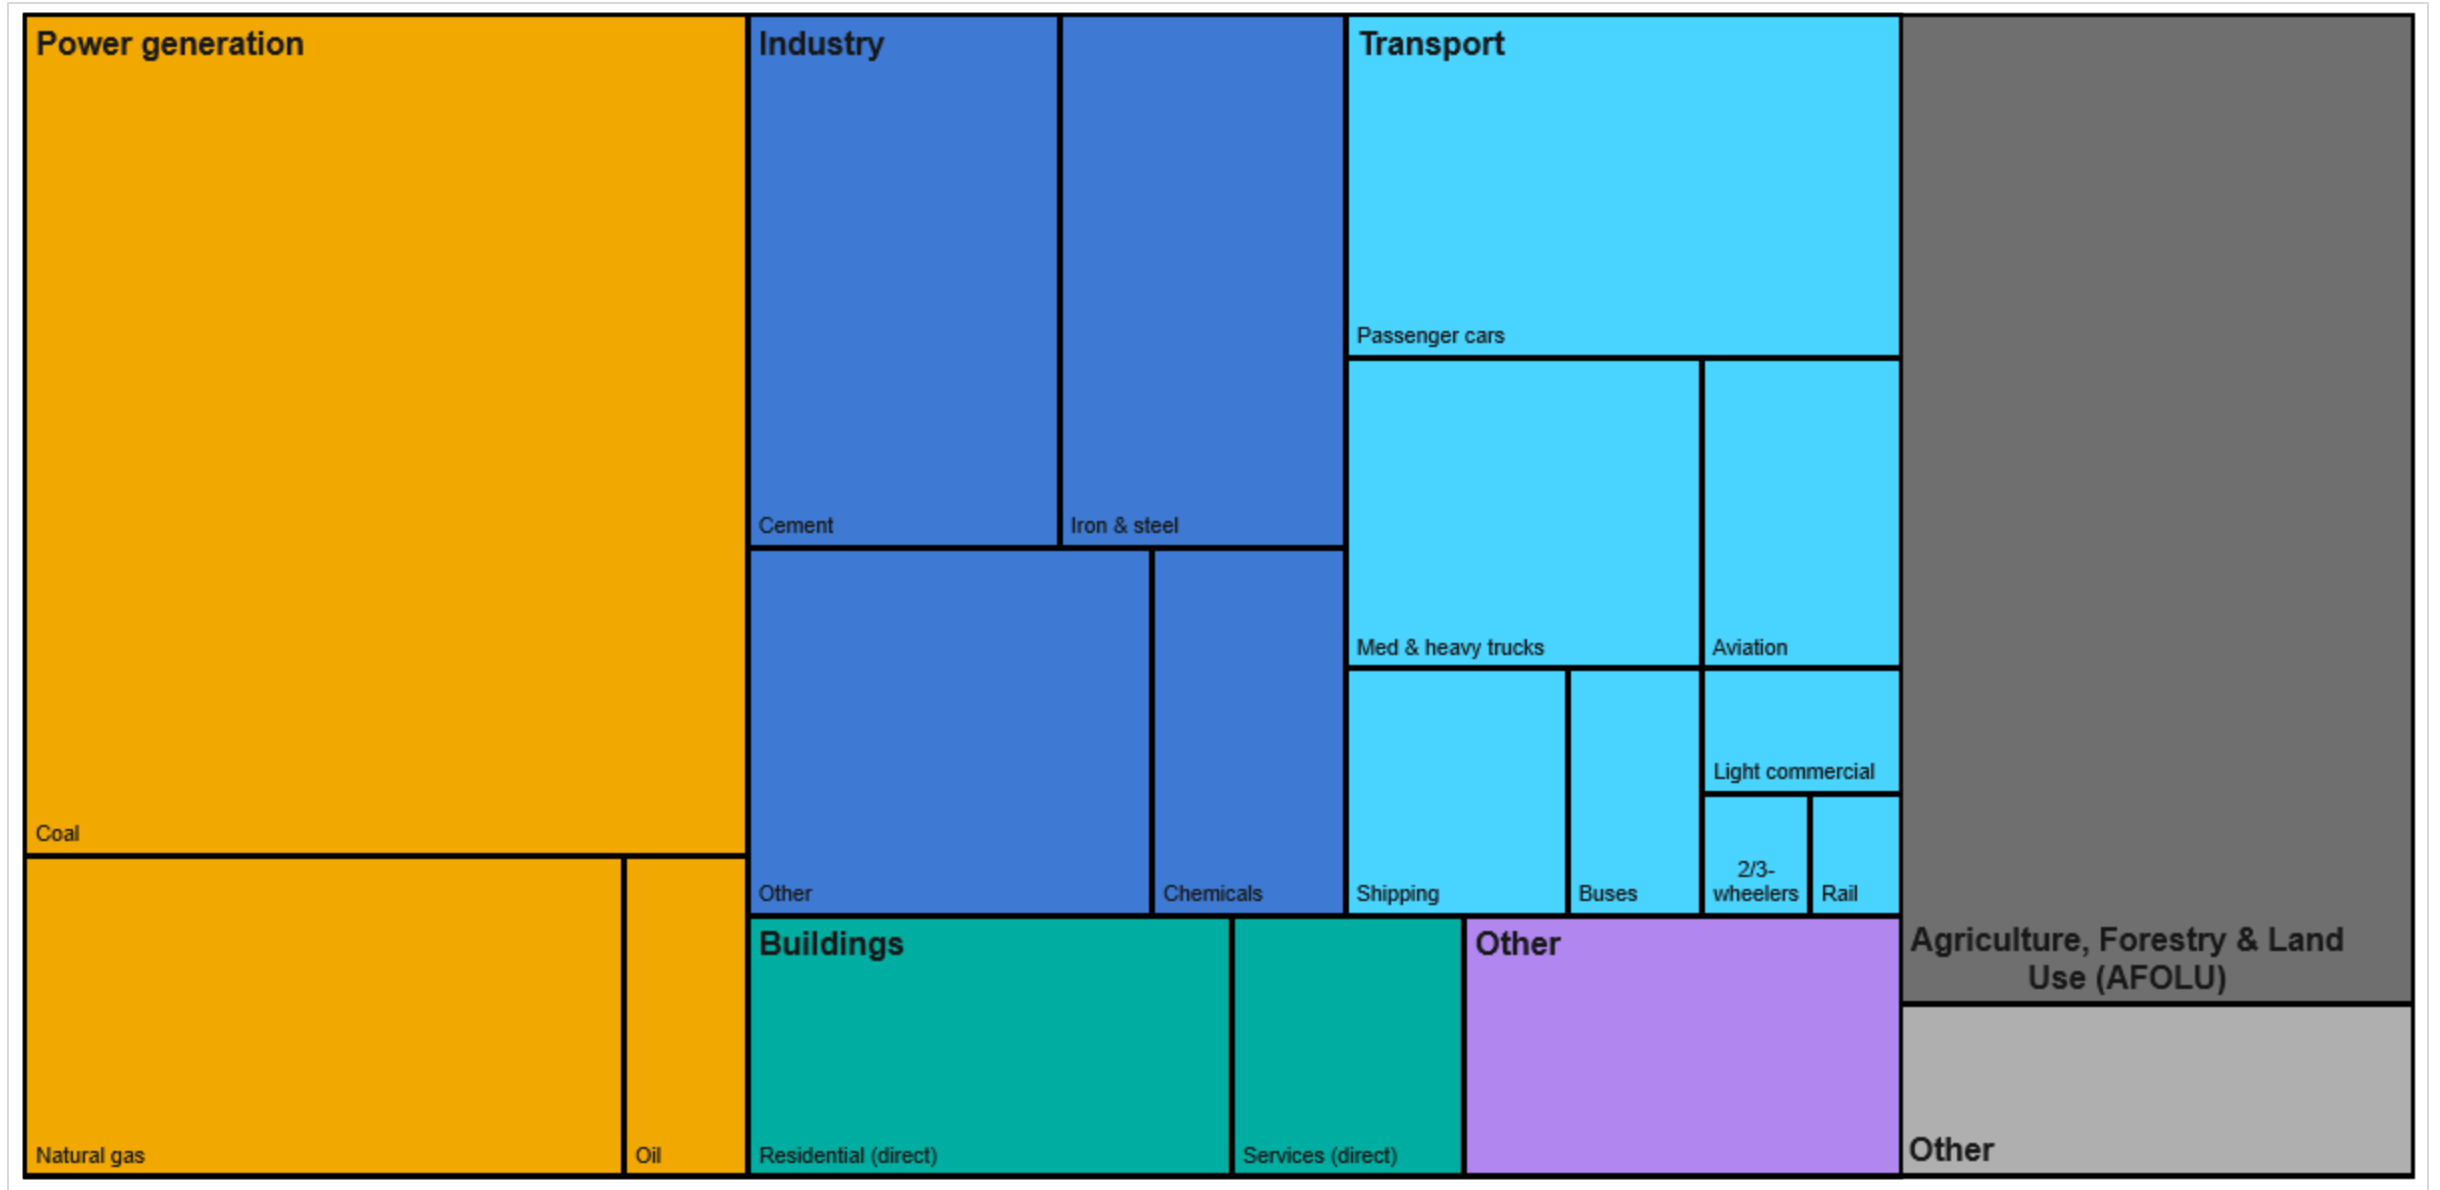 Power generation
Coal
Natural gas
Oil
Industry
Cement
Iron & steel
Other
Chemicals
Transport
Passenger cars
Med & heavy trucks
Aviation
Shipping
Buses
Light commercial
2/3-
wheelers
Rail
Buildings
Residential (direct)
Services (direct)
Other
Agriculture, Forestry & Land
Use (AFOLU)
Other